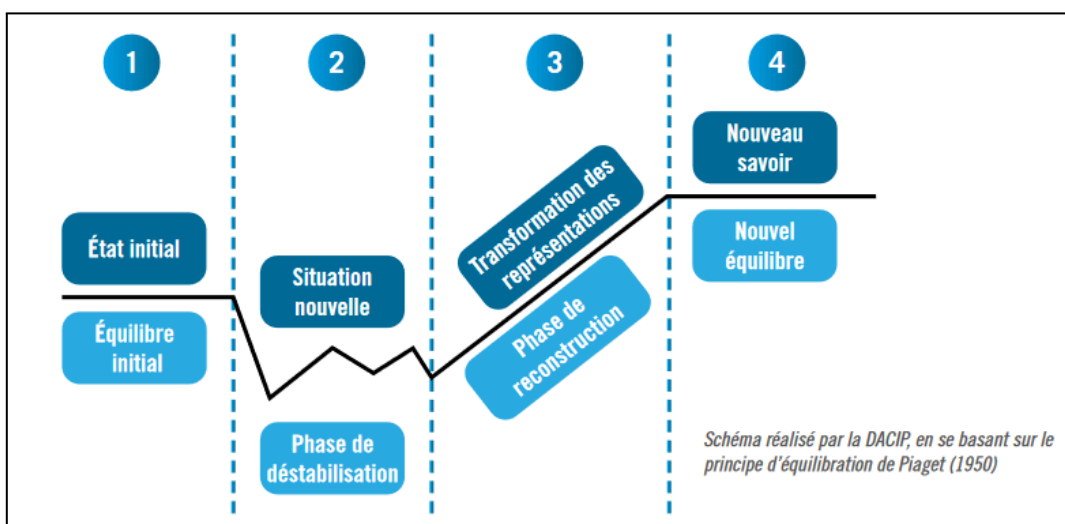 1
2
3
4
État initial
Équilibre
initial
Situation
nouvelle
Phase de
déstabilisation
Transformation des
représentations
Phase de
reconstruction
Nouveau
savoir
Nouvel
équilibre
Schéma réalisé par la DACIP, en se basant sur le
principe d'équilibration de Piaget (1950)